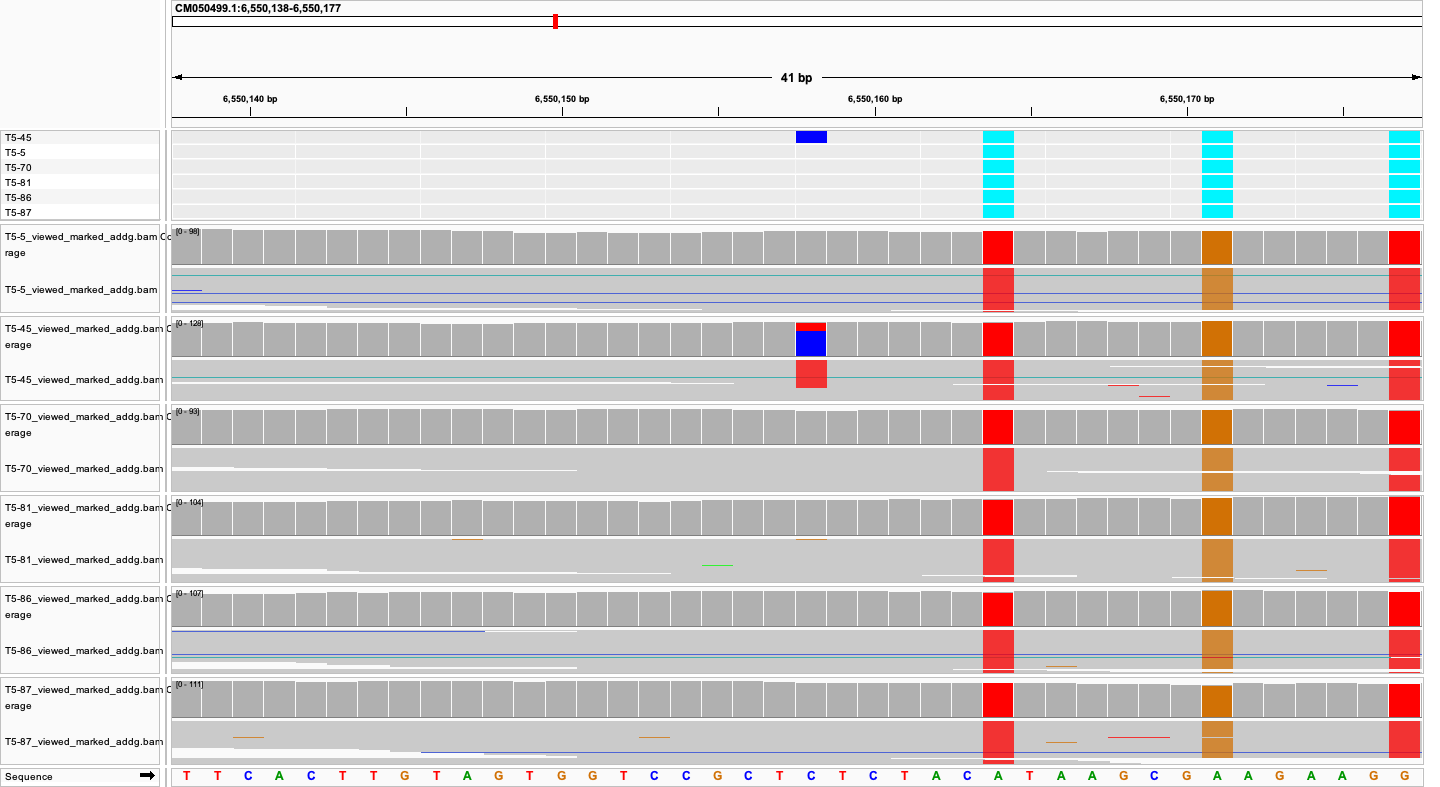 CM050499.1:6,550,138-6,550,177
41 bp
6,550,140 bp 6,550,150 bp 6,550,160 bp 6,550,170 bp
T5-45
T5-5
T5-70
T5-81
T5-86
T5-87
T5-5_viewed_marked_addg.bam Co
rage
[0 - 98]
T5-5_viewed_marked_addg.bam
T5-45_viewed_marked_addg.bam C
erage
[0 - 128]
T5-45_viewed_marked_addg.bam
T5-70_viewed_marked_addg.bam C
erage
[0 - 93]
T5-70_viewed_marked_addg.bam
T5-81_viewed_marked_addg.bam C
erage
[0 - 104]
T5-81_viewed_marked_addg.bam
T5-86_viewed_marked_addg.bam C
erage
[0 - 107]
T5-86_viewed_marked_addg.bam
T5-87_viewed_marked_addg.bam C
erage
[0 - 111]
T5-87_viewed_marked_addg.bam
Sequence T T C A C T T G T A G T G G T C C G C T C T C T A C A T A A G C G A A G A A G G